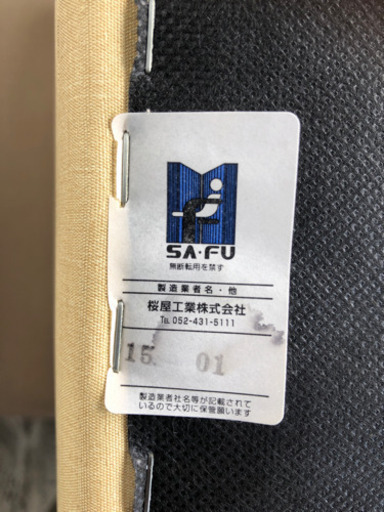 SA・FU
無断転用を禁ず
製造業者名・他
桜屋工業株式会社
TEL 052-431-5111
15 01
製造業者社名等が記載されて
いるので大切に保管願います